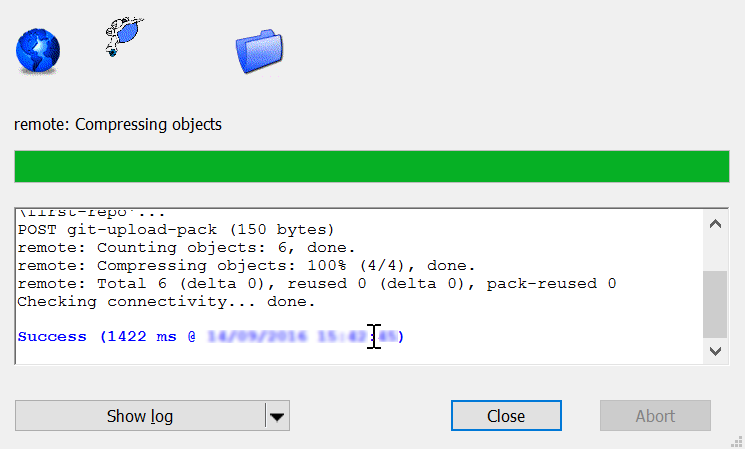 remote: Compressing objects
\first-repo'...
POST git-upload-pack (150 bytes)
remote: Counting objects: 6, done.
remote: Compressing objects: 100% (4/4), done.
remote: Total 6 (delta 0), reused 0 (delta 0), pack-reused 0
Checking connectivity... done.
Success (1422 ms @ 14/09/2016 15:42:45)
Show log
Close
Abort